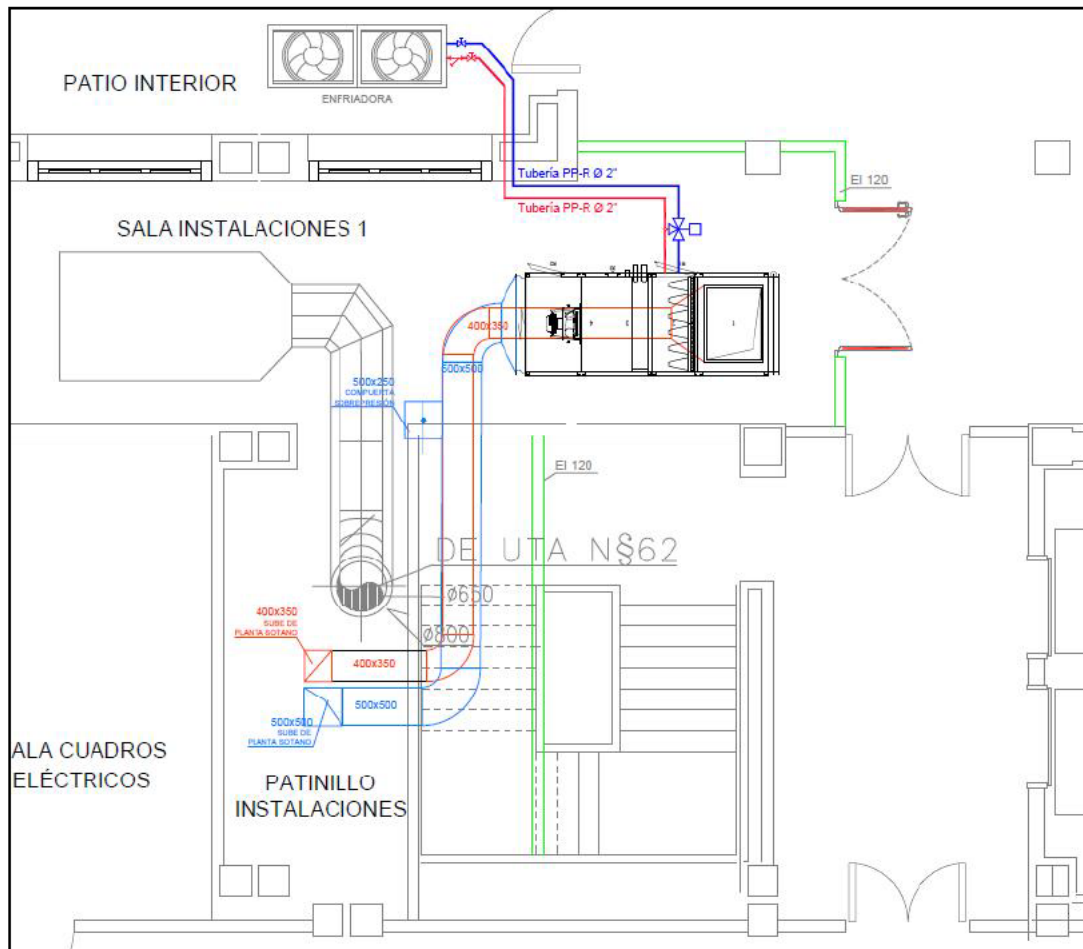 PATIO INTERIOR
ENFRIADORA
Tubería PP-R Ø 2"
Tubería PP-R Ø 2"
EI 120
SALA INSTALACIONES 1
400x350
500x500
500x250
COMPUERTA
SOBREPRESIÓN
EI 120
DE UTA N§62
Ø650
Ø800
400x350
SUBE DE
PLANTA SOTANO
400x350
500x500
500x500
SUBE DE
PLANTA SOTANO
ALA CUADROS
ELÉCTRICOS
PATINILLO
INSTALACIONES